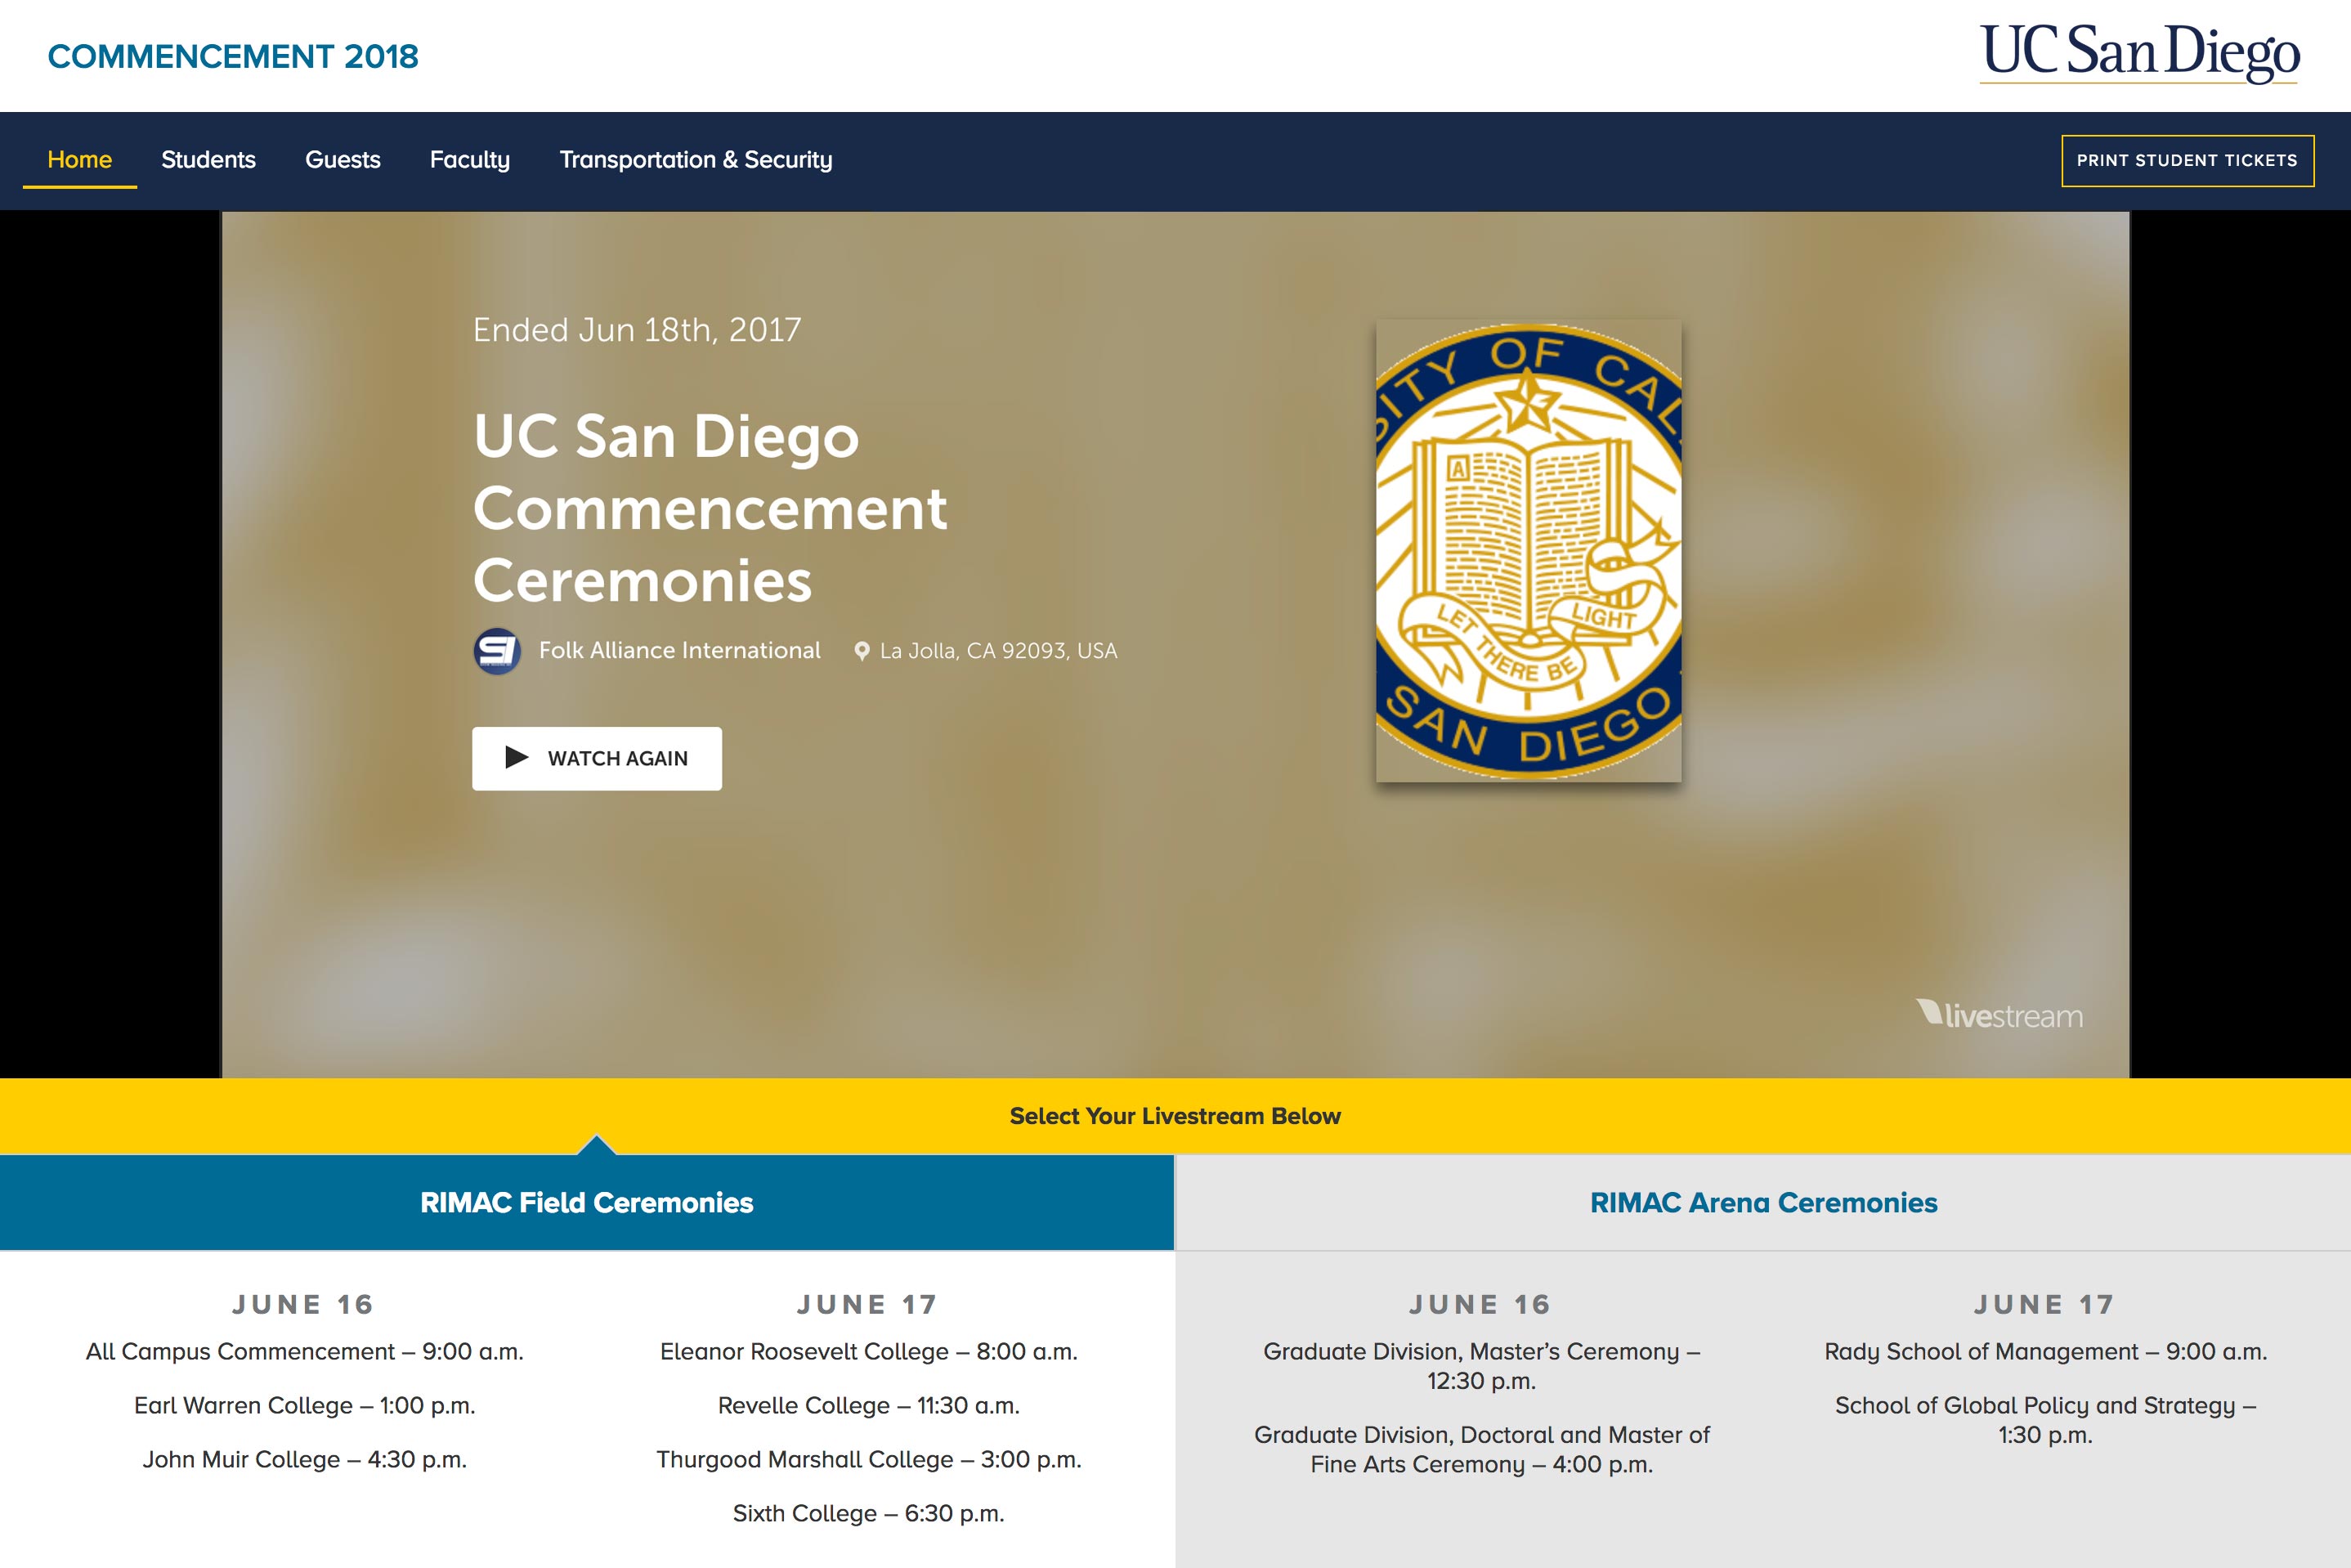 COMMENCEMENT 2018
UC San Diego
Home Students Guests Faculty Transportation & Security PRINT STUDENT TICKETS
Ended Jun 18th, 2017
UC San Diego
Commencement
Ceremonies
SI Folk Alliance International La Jolla, CA 92093, USA
WATCH AGAIN
SITY OF CAL
A
LET THERE BE LIGHT
SAN DIEGO
livestream
Select Your Livestream Below
RIMAC Field Ceremonies
JUNE 16
All Campus Commencement – 9:00 a.m.
Earl Warren College – 1:00 p.m.
John Muir College – 4:30 p.m.
JUNE 17
Eleanor Roosevelt College – 8:00 a.m.
Revelle College – 11:30 a.m.
Thurgood Marshall College – 3:00 p.m.
Sixth College – 6:30 p.m.
RIMAC Arena Ceremonies
JUNE 16
Graduate Division, Master’s Ceremony –
12:30 p.m.
Graduate Division, Doctoral and Master of
Fine Arts Ceremony – 4:00 p.m.
JUNE 17
Rady School of Management – 9:00 a.m.
School of Global Policy and Strategy –
1:30 p.m.